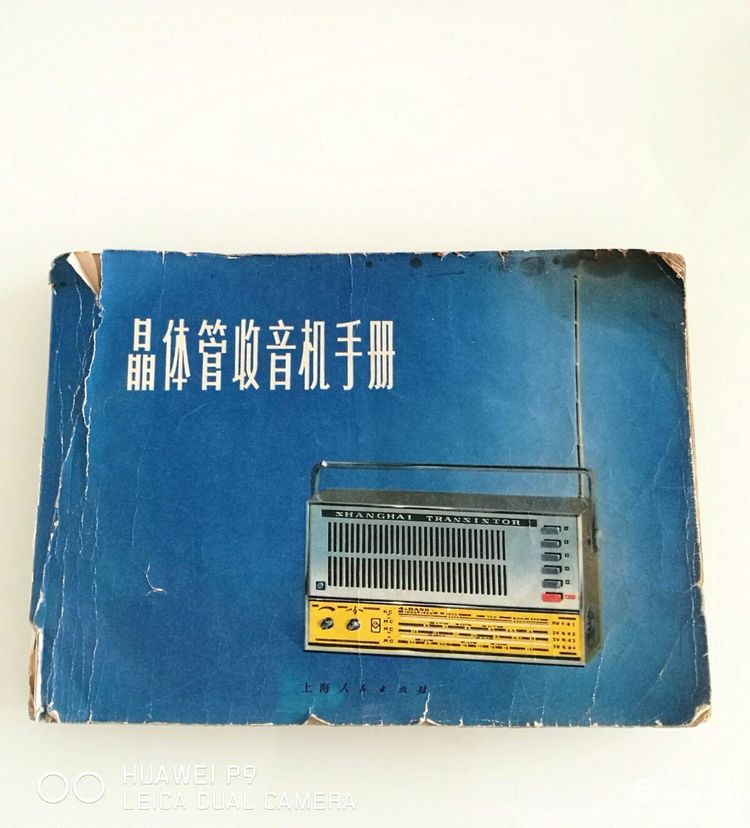 晶体管收音机手册
SHANGHAI TRANSISTOR
4-BAND
上海人民出版社
HUAWEI P9
LEICA DUAL CAMERA